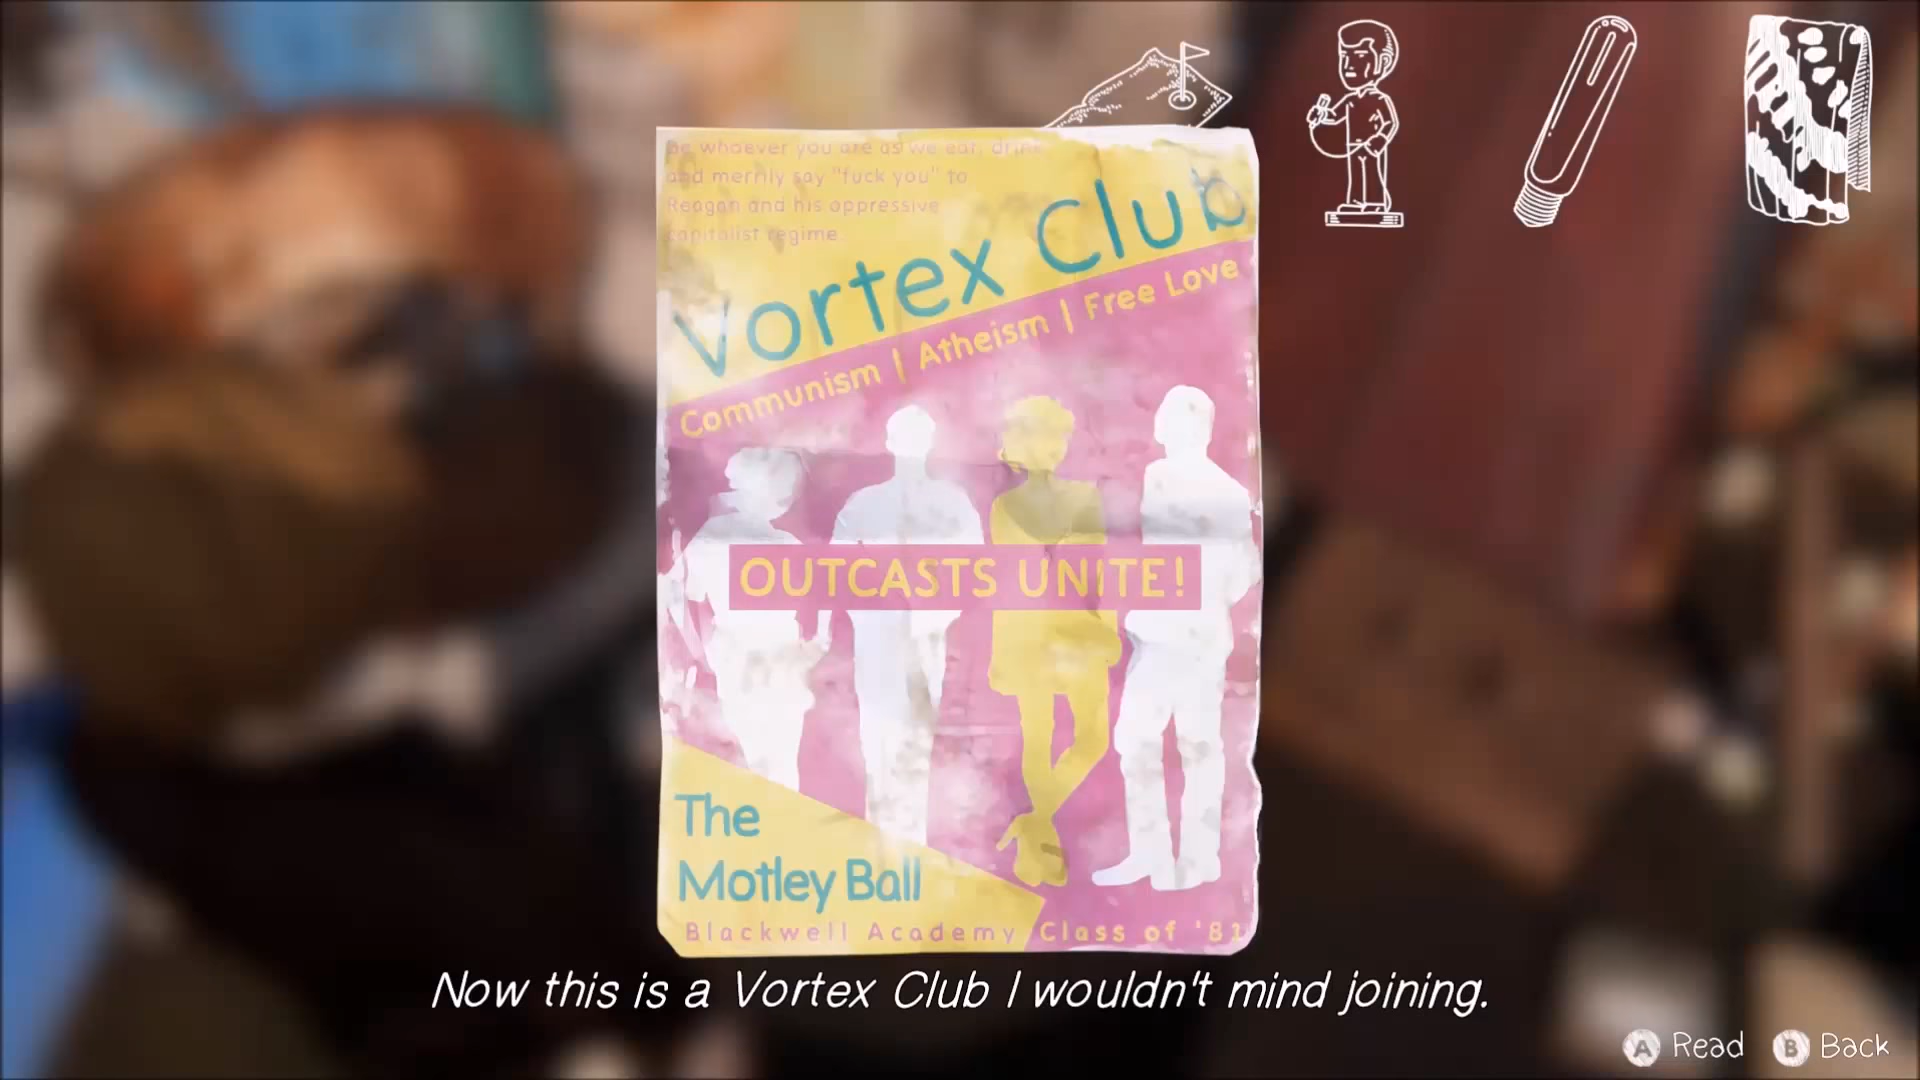 Be whoever you are as we eat, drink
and merrily say "fuck you" to
Reagan and his oppressive
capitalist regime.
Vortex Club
Communism | Atheism | Free Love
OUTCASTS UNITE!
The
Motley Ball
Blackwell Academy Class of '82
Now this is a Vortex Club I wouldn't mind joining.
A Read B Back